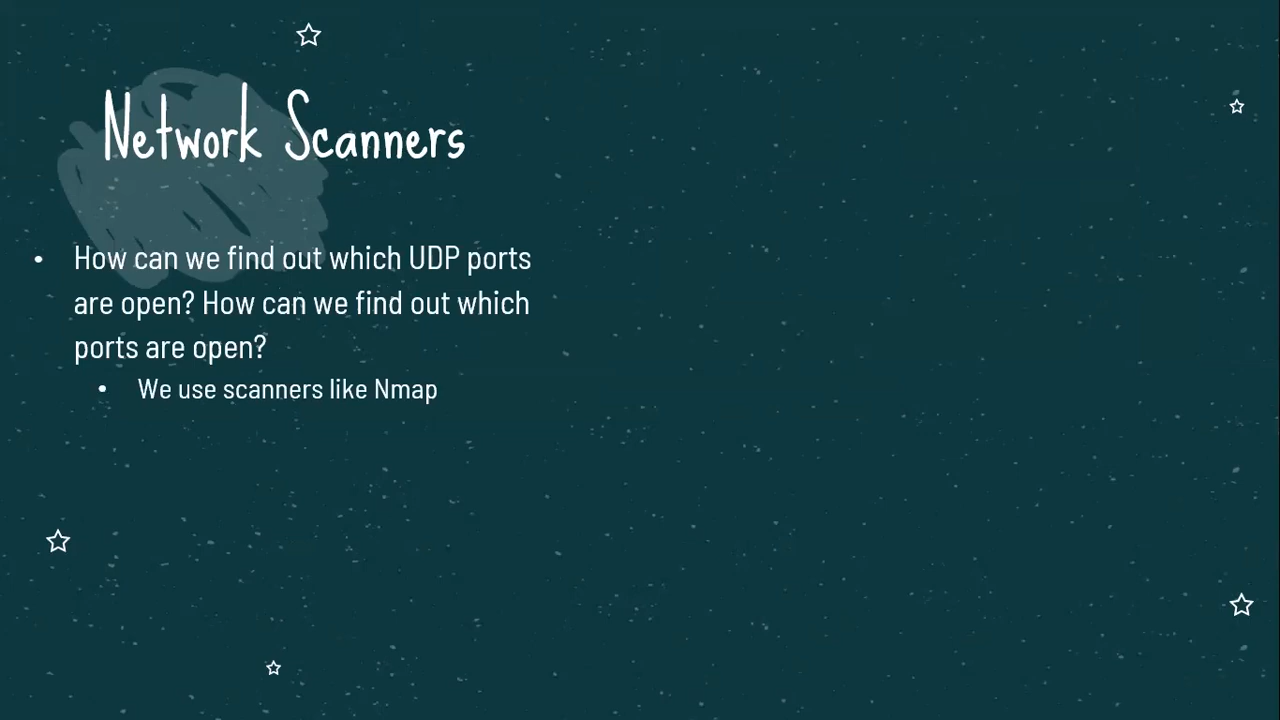 Network Scanners
• How can we find out which UDP ports
are open? How can we find out which
ports are open?
• We use scanners like Nmap